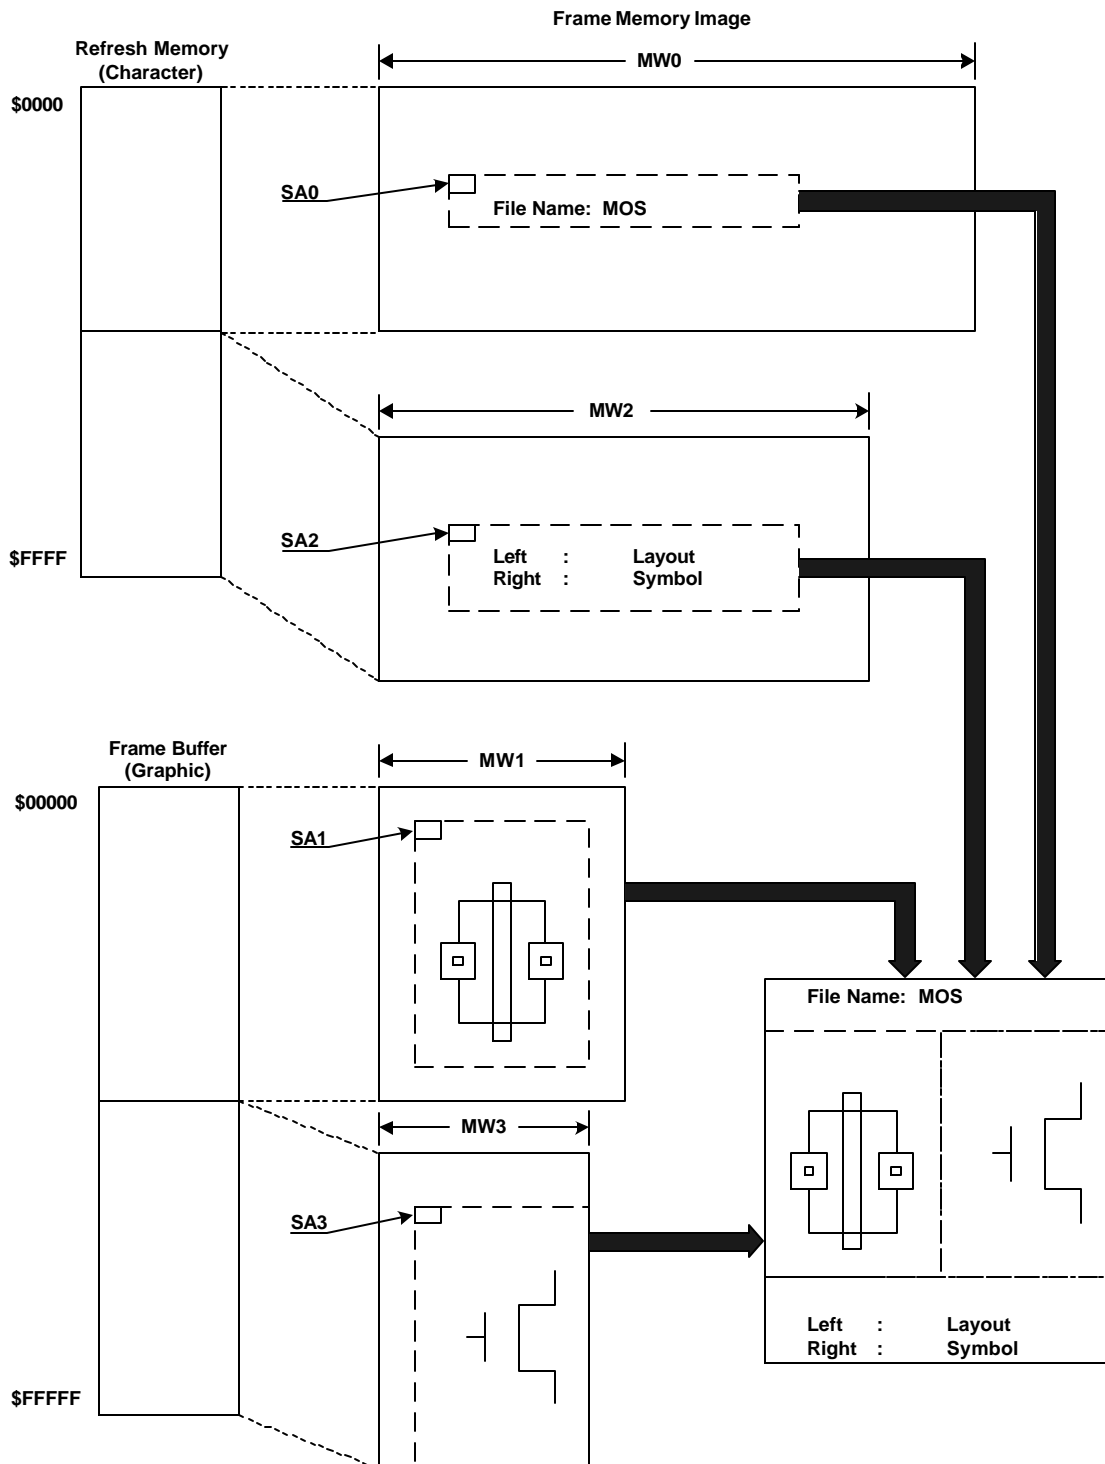 Frame Memory Image
Refresh Memory
(Character)
MW0
$0000
SA0
File Name: MOS
MW2
SA2
$FFFF
Left : Layout
Right : Symbol
Frame Buffer
(Graphic)
MW1
$00000
SA1
File Name: MOS
MW3
SA3
Left : Layout
Right : Symbol
$FFFFF